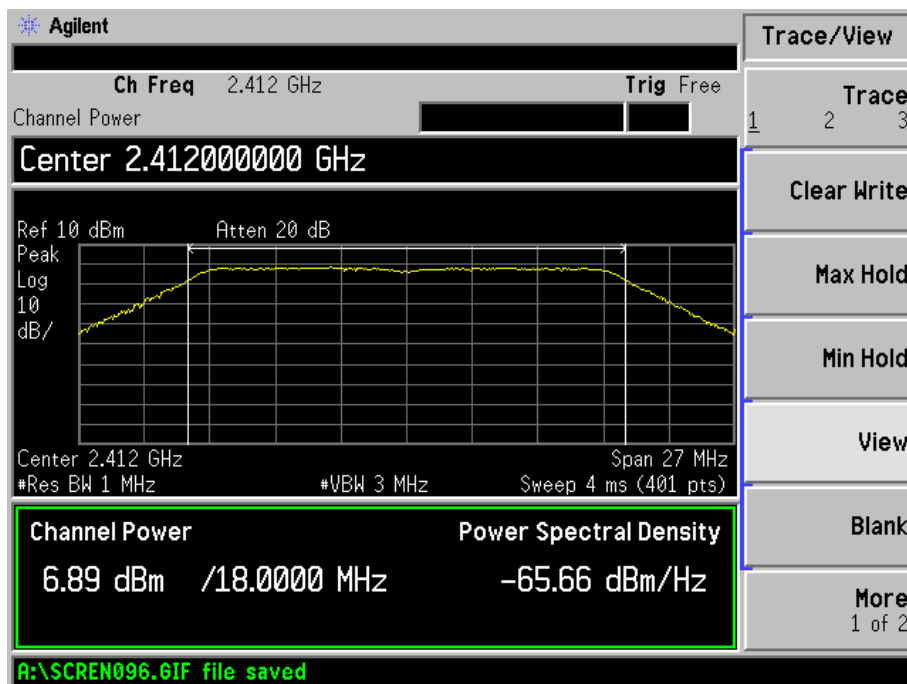 Agilent
Trace/View
Ch Freq 2.412 GHz Trig Free
Channel Power
Trace
1 2 3
Center 2.412000000 GHz
Clear Write
Ref 10 dBm Atten 20 dB
Peak
Log
10
dB/
Max Hold
Min Hold
View
Center 2.412 GHz Span 27 MHz
#Res BW 1 MHz #VBW 3 MHz Sweep 4 ms (401 pts)
Channel Power Power Spectral Density
6.89 dBm /18.0000 MHz -65.66 dBm/Hz
Blank
More
1 of 2
A:\SCREN096.GIF file saved